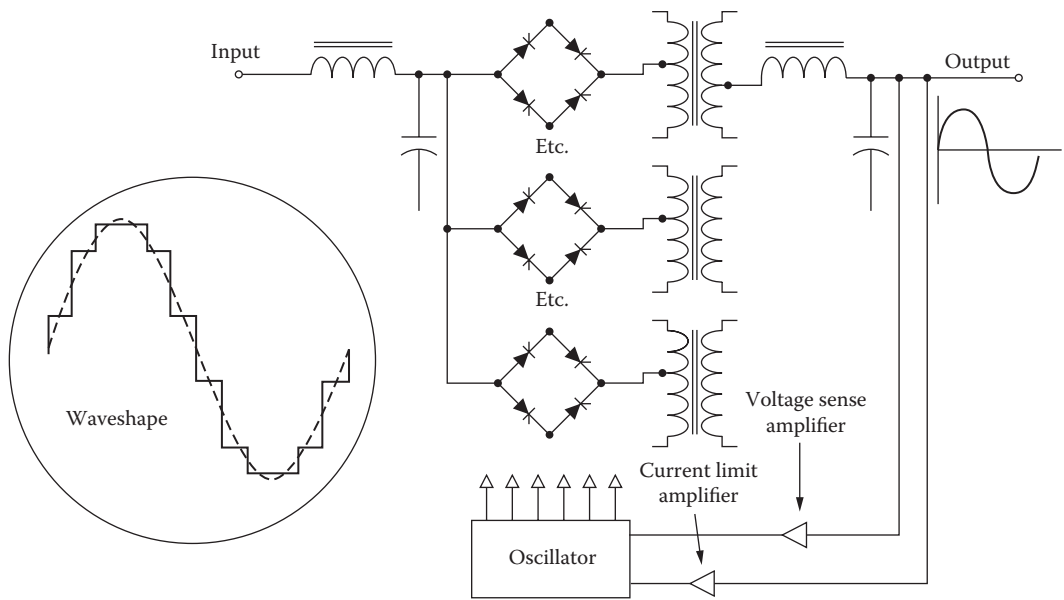 Input
Output
Etc.
Etc.
Waveshape
Voltage sense
amplifier
Current limit
amplifier
Oscillator